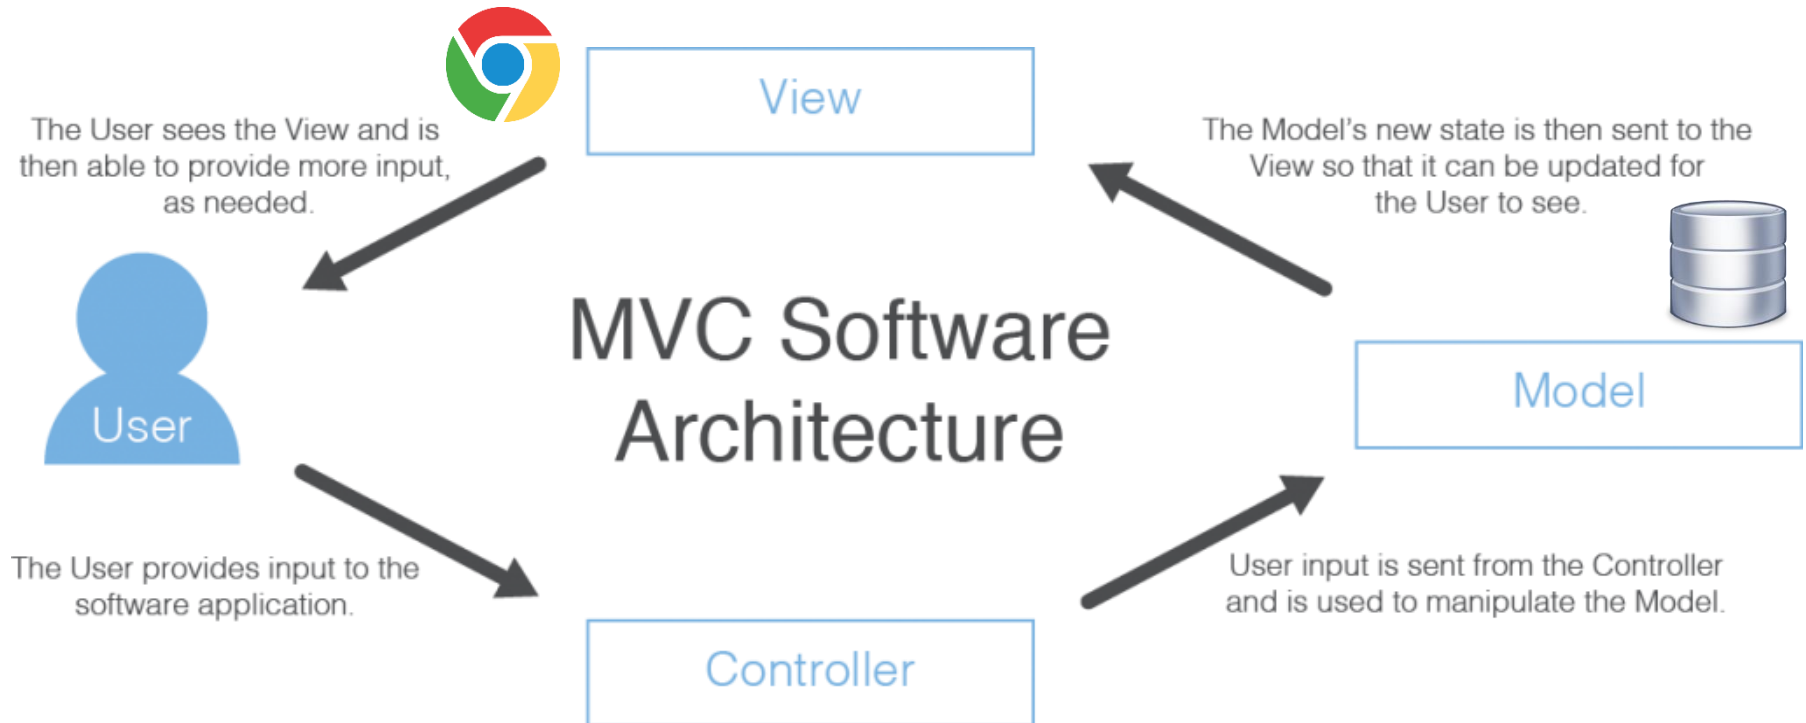 View
The User sees the View and is
then able to provide more input,
as needed.
The Model's new state is then sent to the
View so that it can be updated for
the User to see.
MVC Software
Architecture
User
Model
The User provides input to the
software application.
User input is sent from the Controller
and is used to manipulate the Model.
Controller